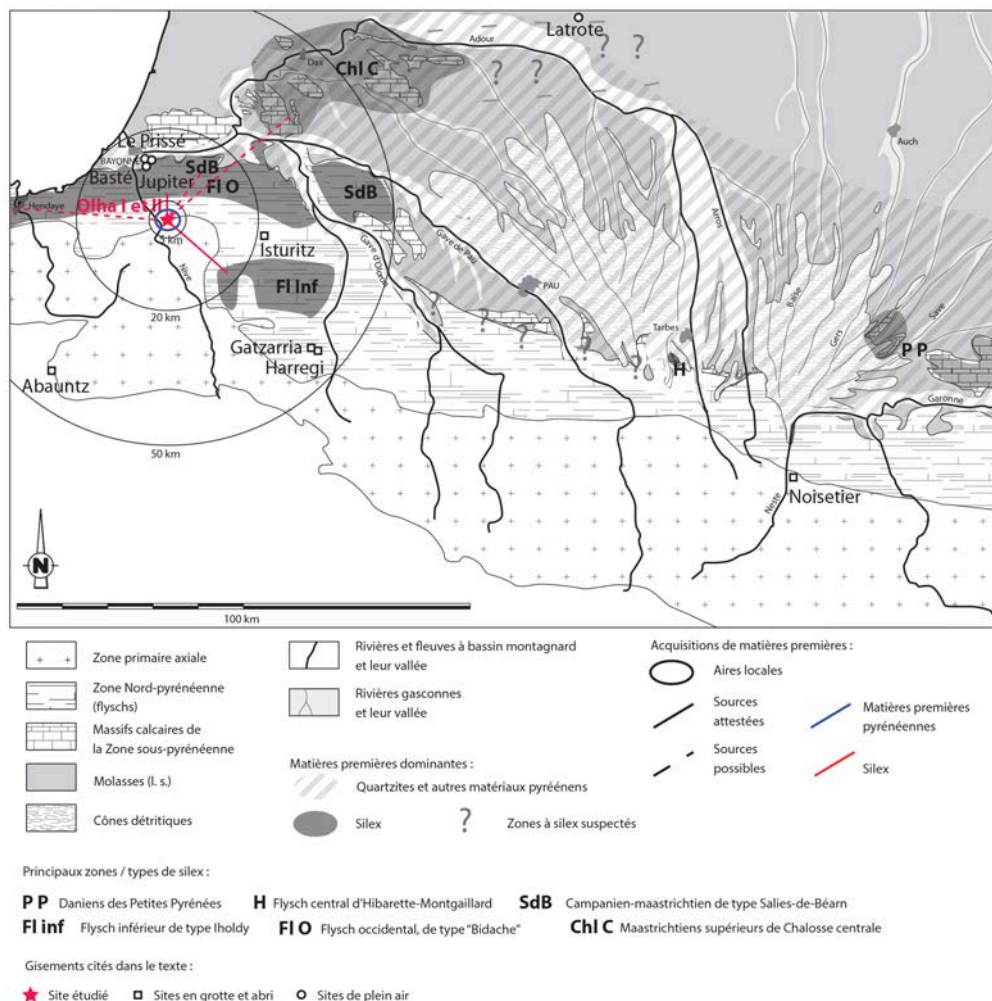 Latrote
Adour
Dax
Chl C
Auch
Le Prissé
BAYONNE
SdB
Basté Jupiter
Fl O
SdB
Hendaye
Olha I et II
5 km
Isturitz
Nive
Gave d'Oloron
Gave de Pau
Arros
PAU
Fl Inf
Baïse
Gers
Save
20 km
Tarbes
P P
Gatzarria
H
Harregi
Abauntz
Garonne
50 km
Noisetier
Neste
N
100 km
Zone primaire axiale
Zone Nord-pyrénéenne
(flyschs)
Massifs calcaires de
la Zone sous-pyrénéenne
Molasses (l. s.)
Cônes détritiques
Rivières et fleuves à bassin montagnard
et leur vallée
Rivières gasconnes
et leur vallée
Matières premières dominantes :
Quartzites et autres matériaux pyréénens
Silex
? Zones à silex suspectés
Acquisitions de matières premières :
Aires locales
Sources
attestées
Matières premières
pyrénéennes
Sources
possibles
Silex
Principaux zones / types de silex :
P P Daniens des Petites Pyrénées
H Flysch central d'Hibarette-Montgaillard
SdB Campanien-maastrichtien de type Salies-de-Béarn
Fl inf Flysch inférieur de type Iholdy
Fl O Flysch occidental, de type "Bidache"
Chl C Maastrichtiens supérieurs de Chalosse centrale
Gisements cités dans le texte :
Site étudié
Sites en grotte et abri
Sites de plein air